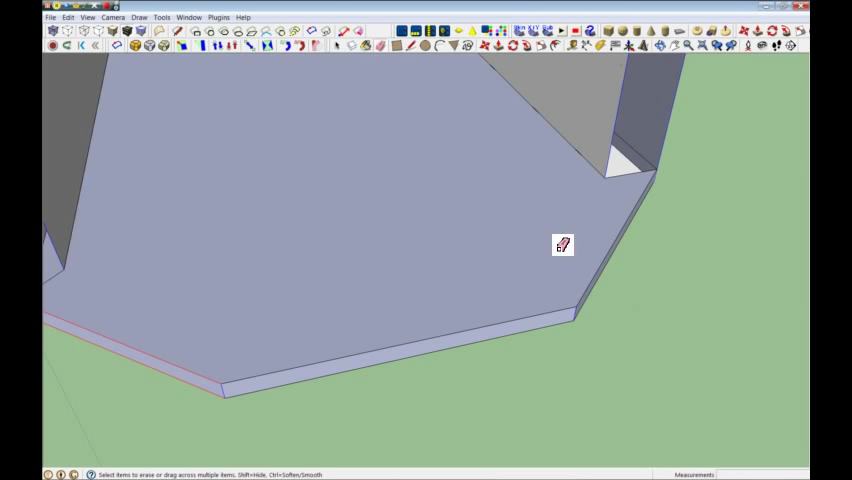 File Edit View Camera Draw Tools Window Plugins Help
Select items to erase or drag across multiple items. Shift=Hide, Ctrl=Soften/Smooth
Measurements